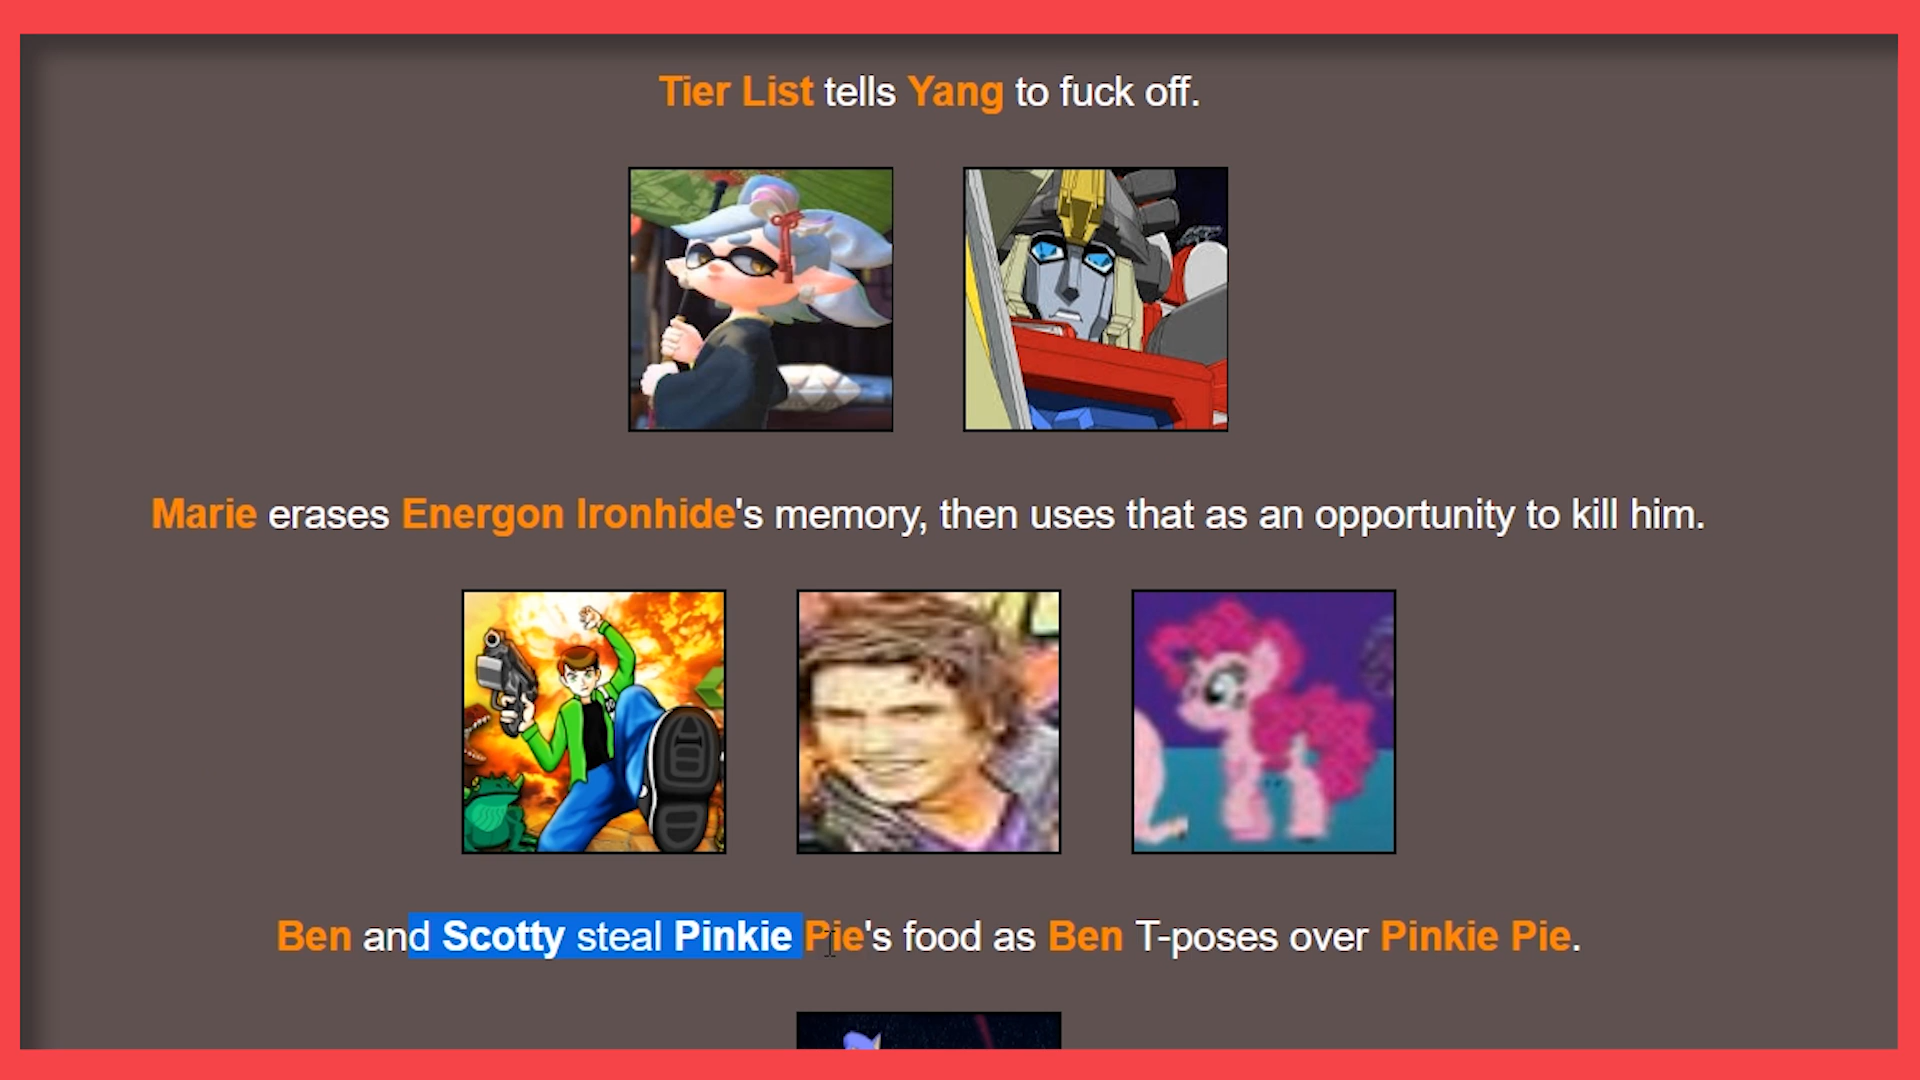 Tier List tells Yang to fuck off.
Marie erases Energon Ironhide's memory, then uses that as an opportunity to kill him.
Ben and Scotty steal Pinkie Pie's food as Ben T-poses over Pinkie Pie.